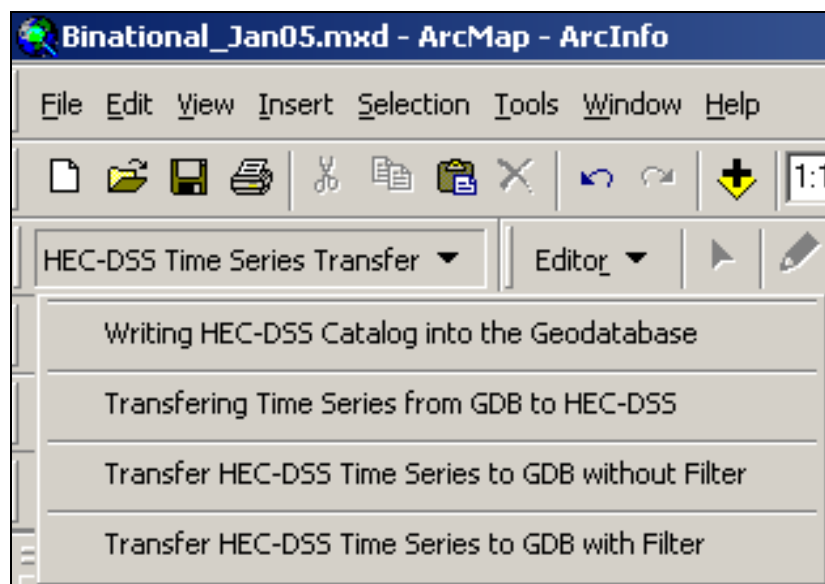 Binational_Jan05.mxd - ArcMap - ArcInfo
File Edit View Insert Selection Tools Window Help
1:1
HEC-DSS Time Series Transfer Editor
Writing HEC-DSS Catalog into the Geodatabase
Transfering Time Series from GDB to HEC-DSS
Transfer HEC-DSS Time Series to GDB without Filter
Transfer HEC-DSS Time Series to GDB with Filter